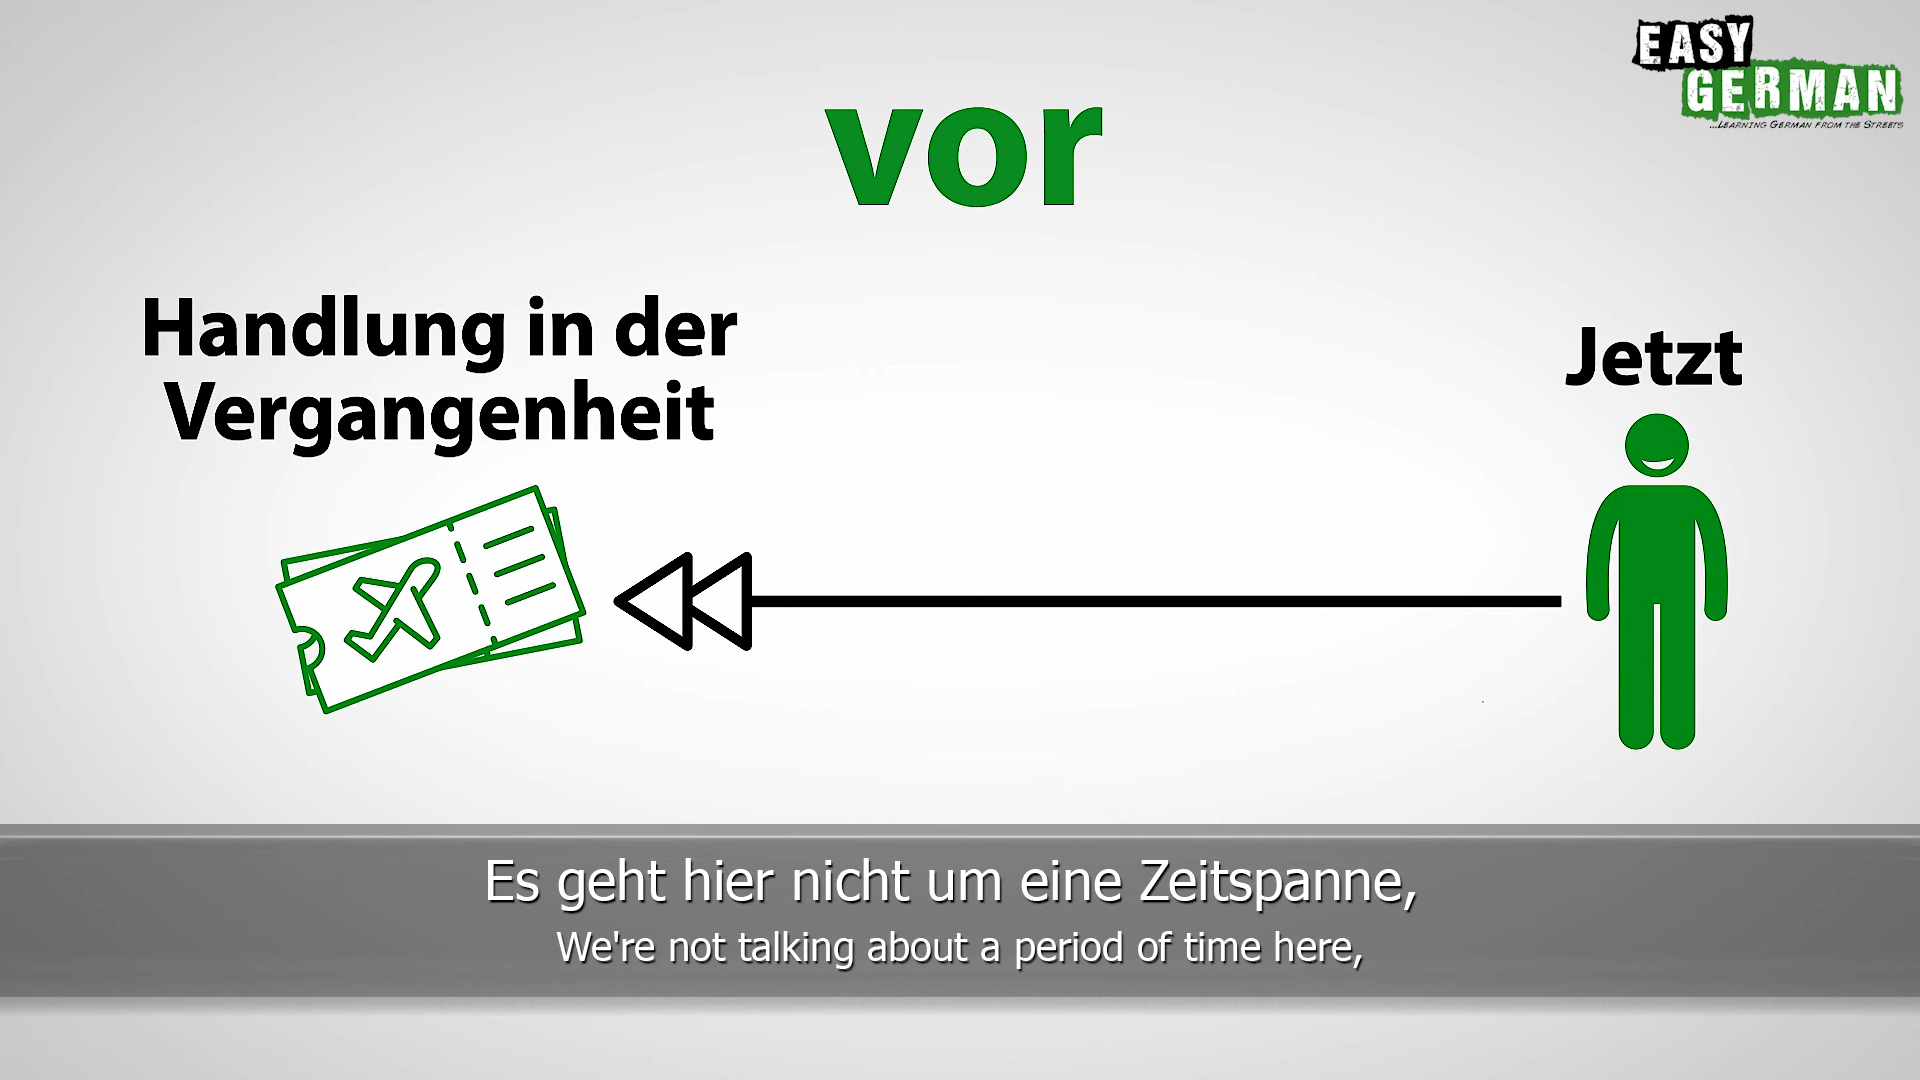 EASY
GERMAN
...LEARNING GERMAN FROM THE STREETS
vor
Handlung in der
Vergangenheit
Jetzt
Es geht hier nicht um eine Zeitspanne,
We're not talking about a period of time here,